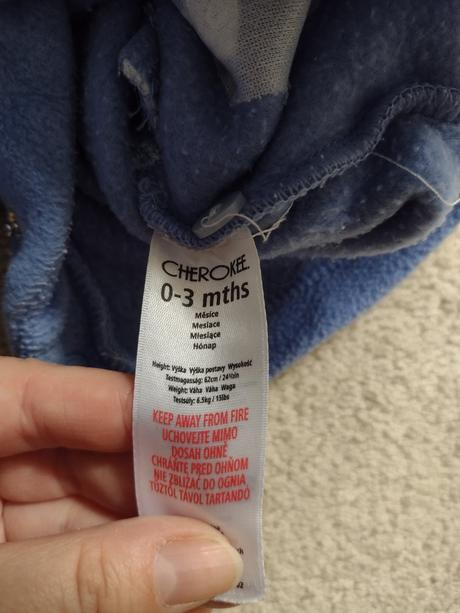 CHEROKEE.
0-3 mths
Měsíce
Mesiace
Miesiące
Hónap
Height: Výška Výška postavy Wysokość
Testmagasság: 62cm / 24½in
Weight: Váha Váha Waga
Testsúly: 6.5kg / 15lbs
KEEP AWAY FROM FIRE
UCHOVEJTE MIMO
DOSAH OHNĚ
CHRÁŇTE PRED OHŇOM
NIE ZBLIŻAĆ DO OGNIA
TŰZTŐL TÁVOL TARTANDÓ